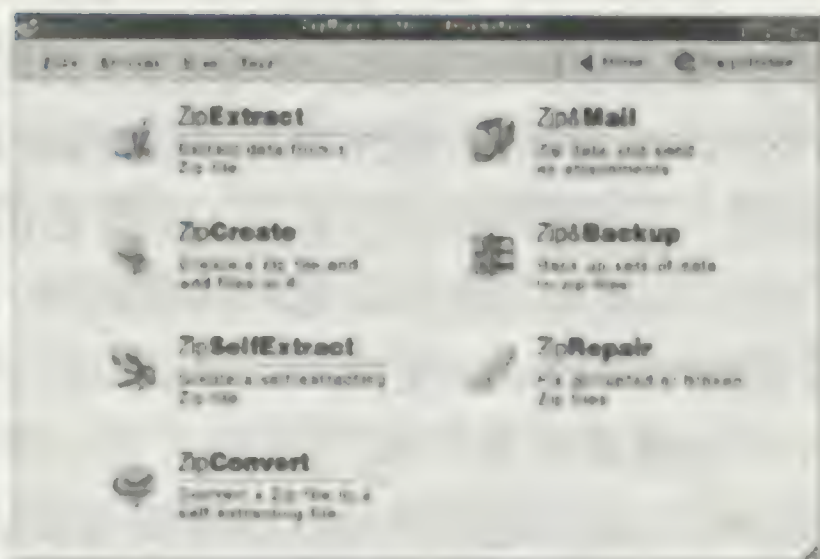 ZipExtract
Extract data from a
Zip file
ZipCreate
Create a zip file and
add files to it
ZipSelfExtract
Create a self extracting
Zip file
ZipConvert
Convert a Zip file to a
self extracting file
Home
Zip&Mail
Zip data and send
as attachments
Zip&Backup
Back up sets of data
in zip files
ZipRepair
Fix corrupted or broken
Zip files